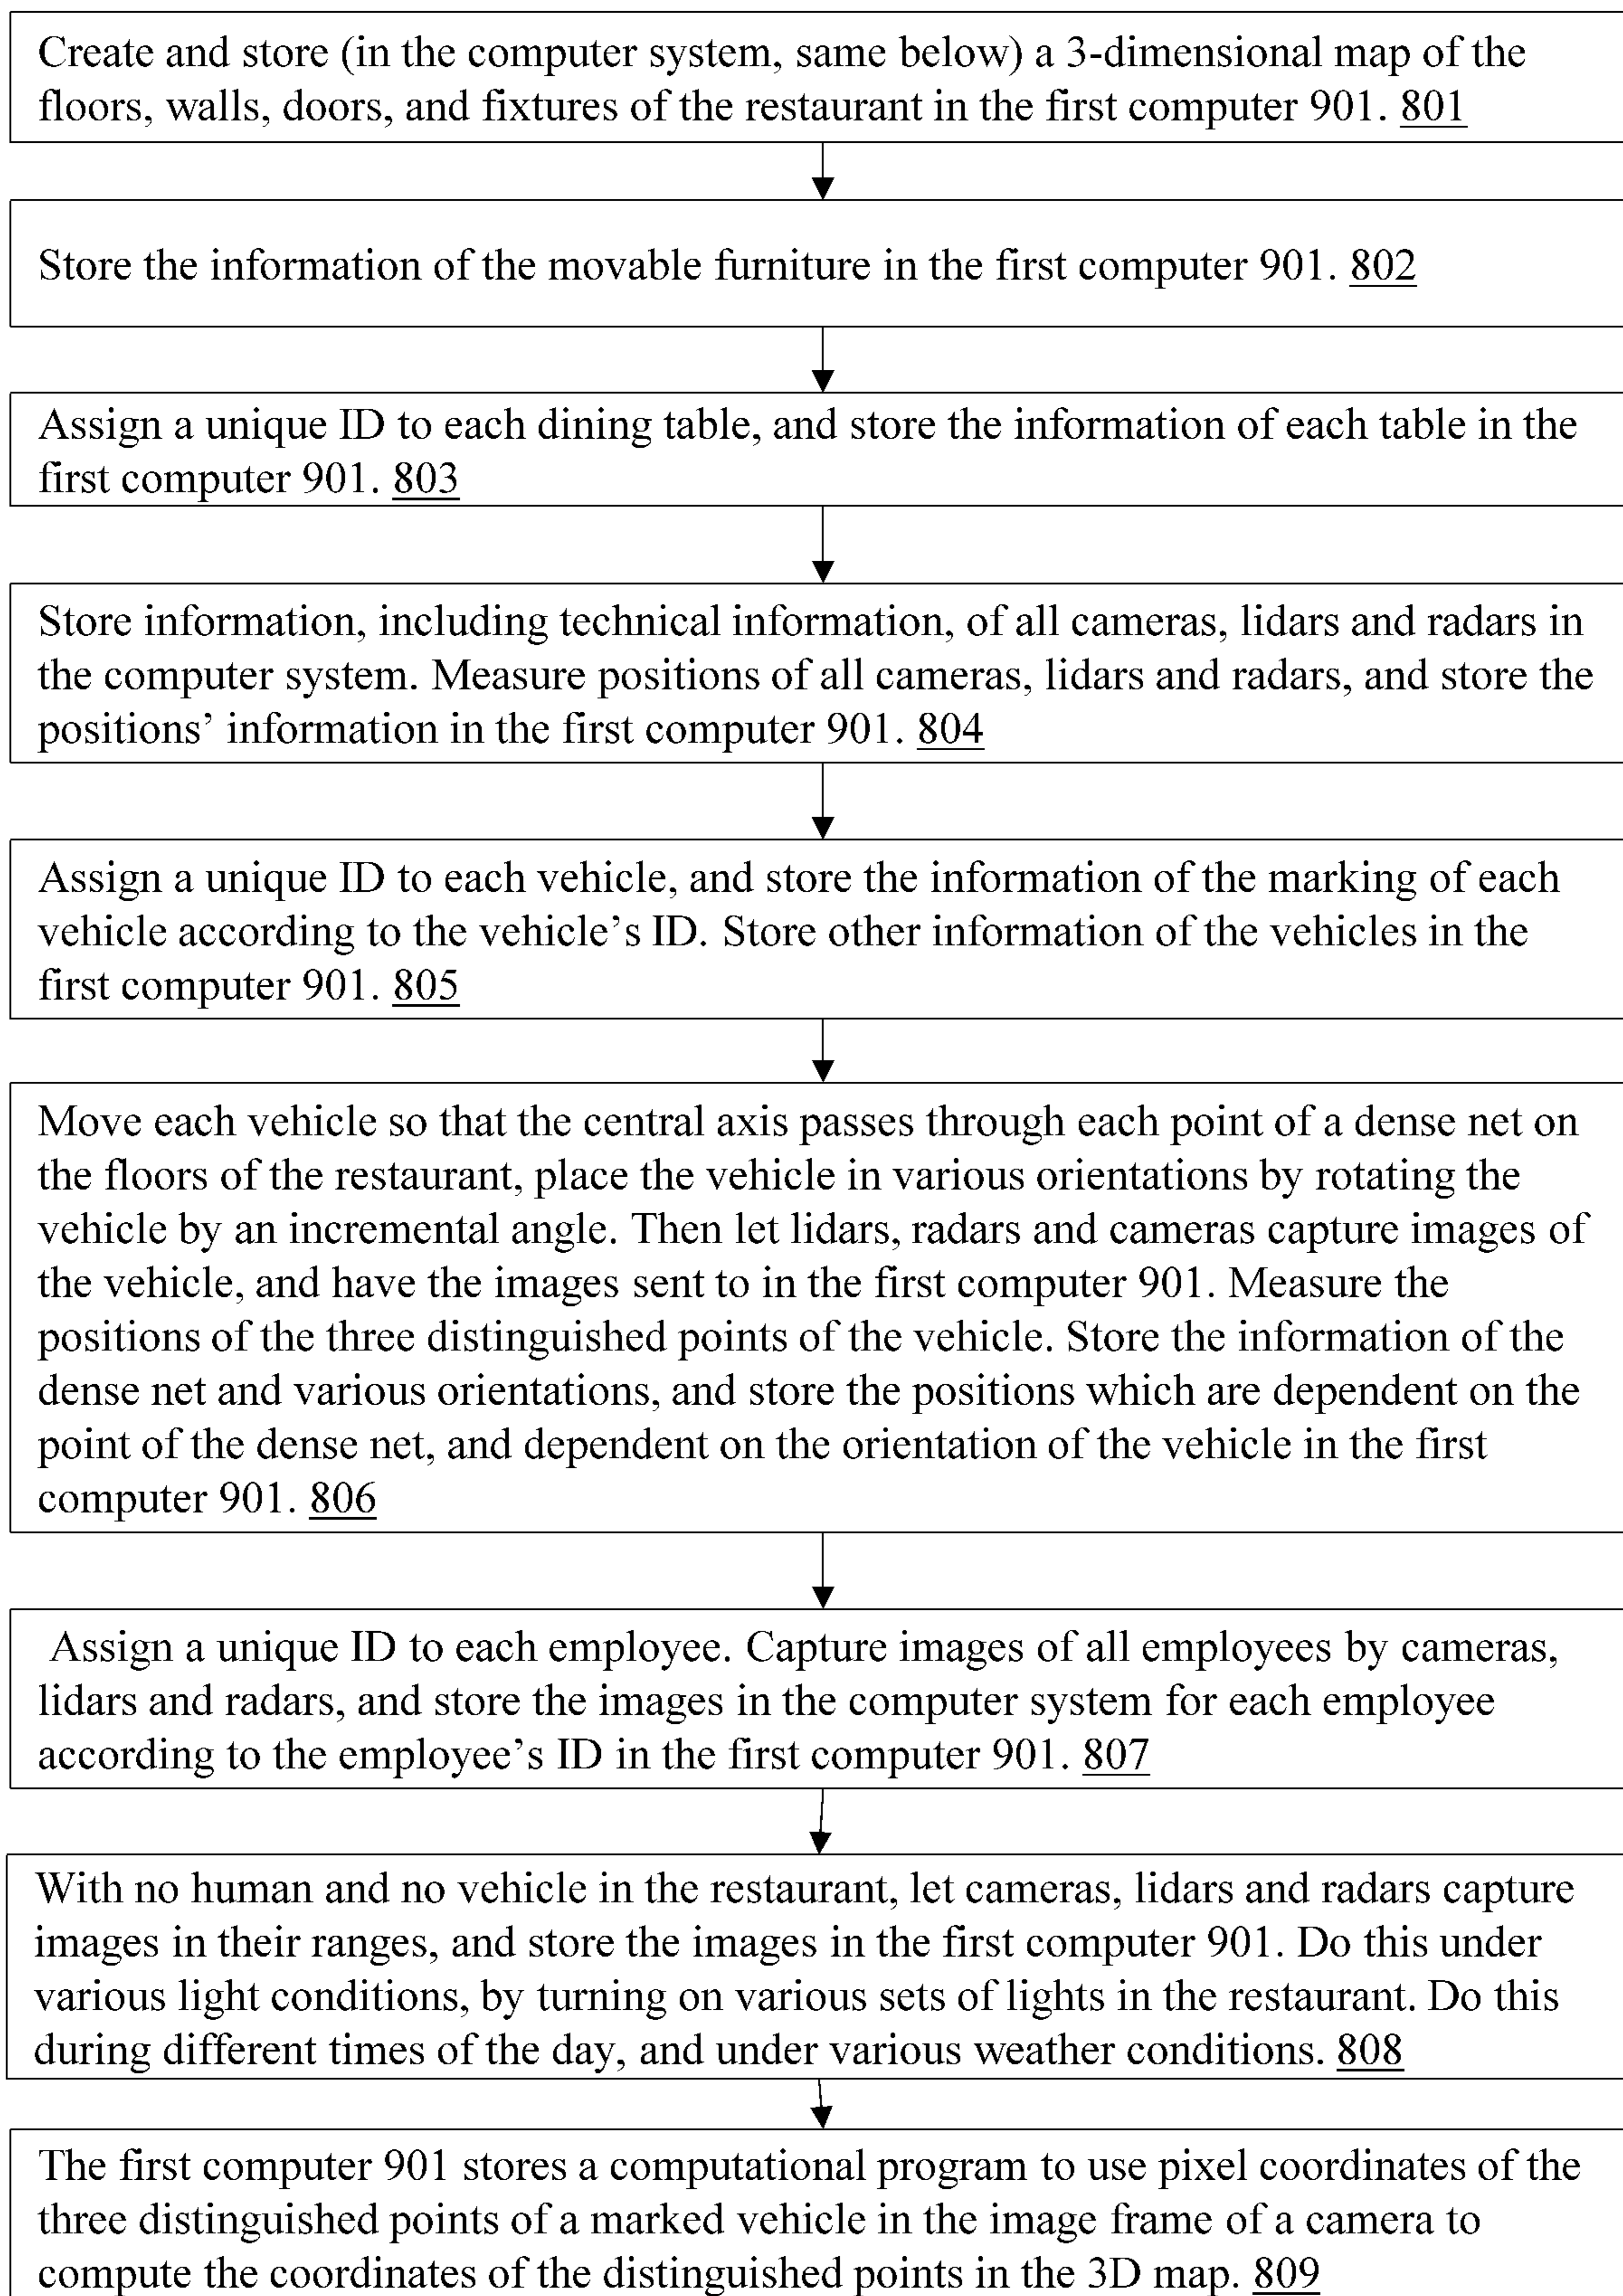 Create and store (in the computer system, same below) a 3-dimensional map of the
floors, walls, doors, and fixtures of the restaurant in the first computer 901. 801
Store the information of the movable furniture in the first computer 901. 802
Assign a unique ID to each dining table, and store the information of each table in the
first computer 901. 803
Store information, including technical information, of all cameras, lidars and radars in
the computer system. Measure positions of all cameras, lidars and radars, and store the
positions’ information in the first computer 901. 804
Assign a unique ID to each vehicle, and store the information of the marking of each
vehicle according to the vehicle’s ID. Store other information of the vehicles in the
first computer 901. 805
Move each vehicle so that the central axis passes through each point of a dense net on
the floors of the restaurant, place the vehicle in various orientations by rotating the
vehicle by an incremental angle. Then let lidars, radars and cameras capture images of
the vehicle, and have the images sent to in the first computer 901. Measure the
positions of the three distinguished points of the vehicle. Store the information of the
dense net and various orientations, and store the positions which are dependent on the
point of the dense net, and dependent on the orientation of the vehicle in the first
computer 901. 806
Assign a unique ID to each employee. Capture images of all employees by cameras,
lidars and radars, and store the images in the computer system for each employee
according to the employee’s ID in the first computer 901. 807
With no human and no vehicle in the restaurant, let cameras, lidars and radars capture
images in their ranges, and store the images in the first computer 901. Do this under
various light conditions, by turning on various sets of lights in the restaurant. Do this
during different times of the day, and under various weather conditions. 808
The first computer 901 stores a computational program to use pixel coordinates of the
three distinguished points of a marked vehicle in the image frame of a camera to
compute the coordinates of the distinguished points in the 3D map. 809